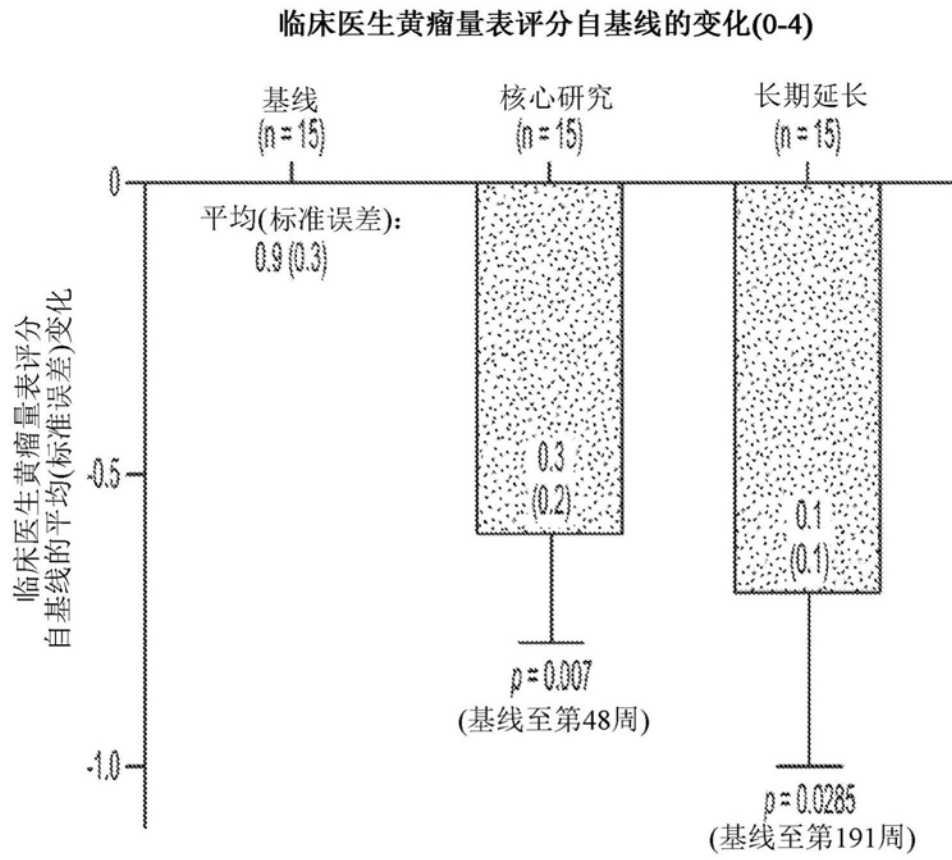 临床医生黄瘤量表评分自基线的变化(0-4)
基线
(n = 15)
核心研究
(n = 15)
长期延长
(n = 15)
0
平均(标准误差):
0.9 (0.3)
临床医生黄瘤量表评分
自基线的平均(标准误差)变化
-0.5
0.3
(0.2)
0.1
(0.1)
p = 0.007
(基线至第48周)
-1.0
p = 0.0285
(基线至第191周)